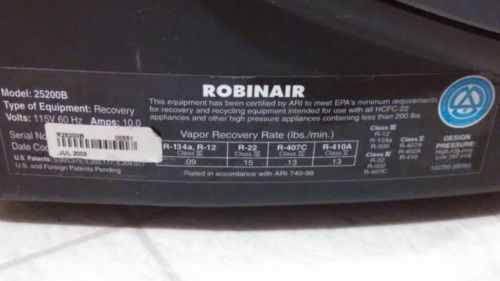 Model: 25200B
Type of Equipment: Recovery
Volts: 115V 60 Hz Amps: 10.0
Serial No
R25200B 00551
Date Code
JUL 2003
U.S. Patents:
U.S. and Foreign Patents Pending
ROBINAIR
This equipment has been certified by ARI to meet EPA's minimum requirements
for recovery and recycling equipment intended for use with all HCFC-22
appliances and other high pressure appliances containing less than 200 lbs.
Vapor Recovery Rate (lbs./min.)
R-134a, R-12 R-22 R-407C R-410A
Class III Class IV Class IV Class V
.09 .15 .13 .13
Rated in accordance with ARI 740-98
Class III
R-12
R-134a
R-500
Class IV
R-22
R-502
R-407C
Class V
R-407A
R-402A
R-410
DESIGN
PRESSURE: